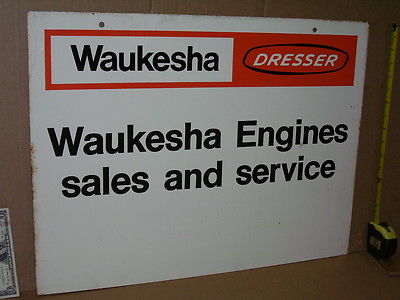 Waukesha DRESSER
Waukesha Engines
sales and service